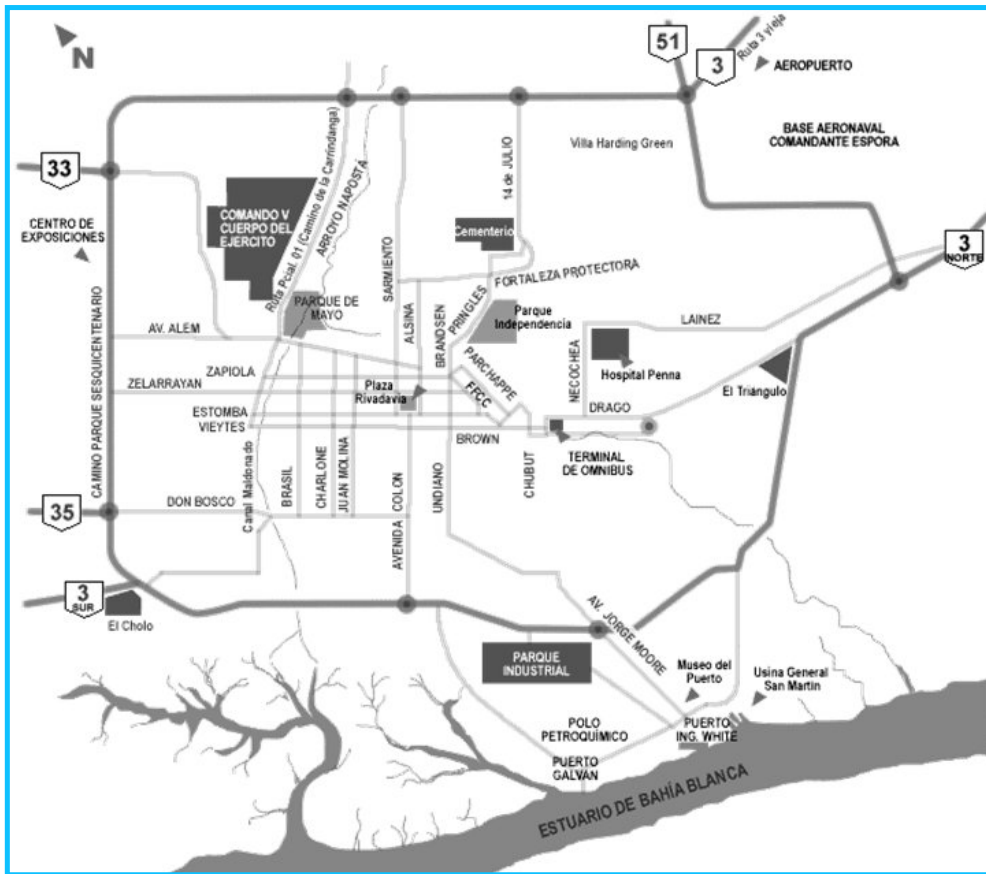 N
51
3
Ruta 3 vieja
AEROPUERTO
BASE AERONAVAL
COMANDANTE ESPORA
Villa Harding Green
14 de JULIO
33
CENTRO DE
EXPOSICIONES
COMANDO V
CUERPO DEL
EJERCITO
Ruta Pcial. 01 (Camino de la Carrindanga)
ARROYO NAPOSTÁ
SARMIENTO
Cementerio
3
NORTE
FORTALEZA PROTECTORA
PARQUE DE
MAYO
ALSINA
BRANDSEN
PRINGLES
Parque
Independencia
LAINEZ
CAMINO PARQUE SESQUICENTENARIO
AV. ALEM
ZAPIOLA
ZELARRAYAN
Plaza
Rivadavia
PARCHAPPE
FFCC
NECOCHEA
Hospital Penna
El Triángulo
ESTOMBA
VIEYTES
DRAGO
BROWN
TERMINAL
DE OMNIBUS
CHUBUT
Canal Maldonado
BRASIL
CHARLONE
JUAN MOLINA
AVENIDA COLON
UNDIANO
35
DON BOSCO
3
SUR
El Cholo
AV. JORGE MOORE
PARQUE
INDUSTRIAL
Museo del
Puerto
Usina General
San Martin
POLO
PETROQUÍMICO
PUERTO
ING. WHITE
PUERTO
GALVAN
ESTUARIO DE BAHÍA BLANCA